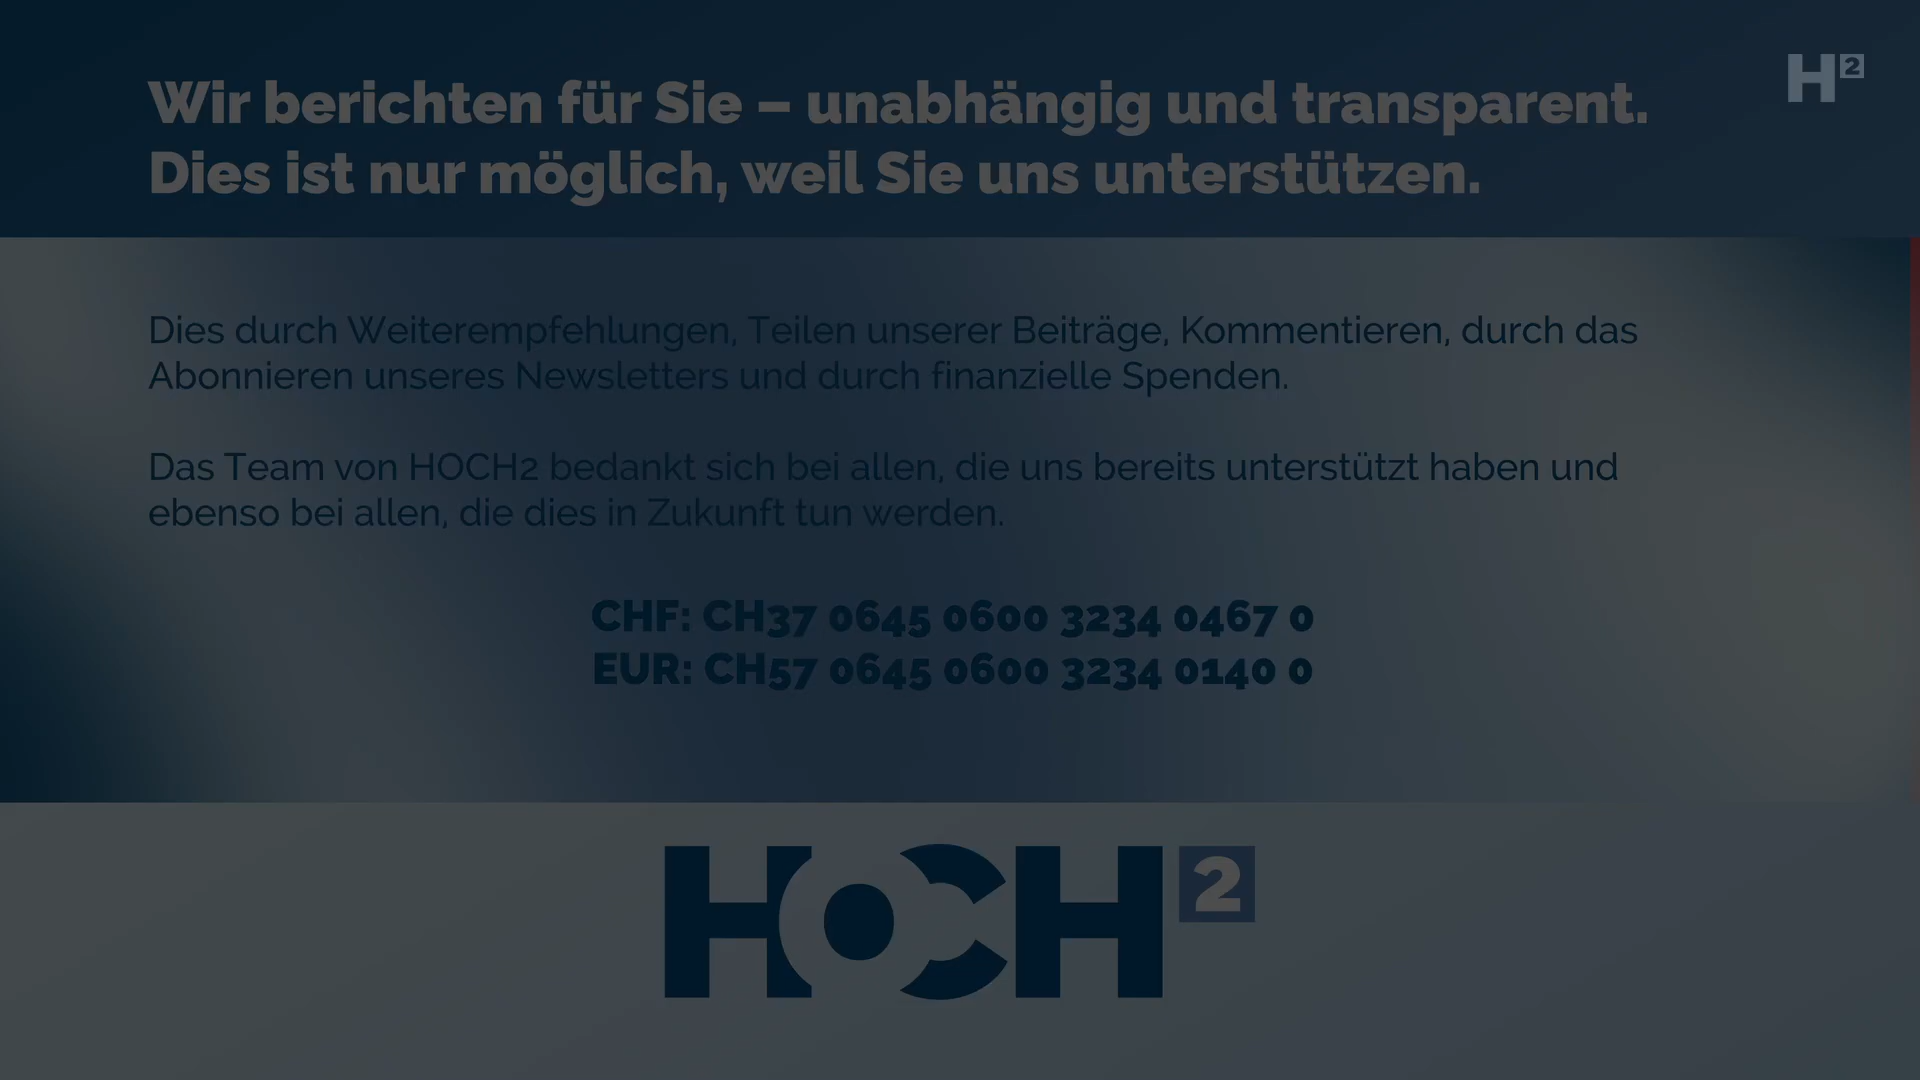 H2
Wir berichten für Sie – unabhängig und transparent.
Dies ist nur möglich, weil Sie uns unterstützen.
Dies durch Weiterempfehlungen, Teilen unserer Beiträge, Kommentieren, durch das
Abonnieren unseres Newsletters und durch finanzielle Spenden.
Das Team von HOCH2 bedankt sich bei allen, die uns bereits unterstützt haben und
ebenso bei allen, die dies in Zukunft tun werden.
CHF: CH37 0645 0600 3234 0467 0
EUR: CH57 0645 0600 3234 0140 0
HOCH2